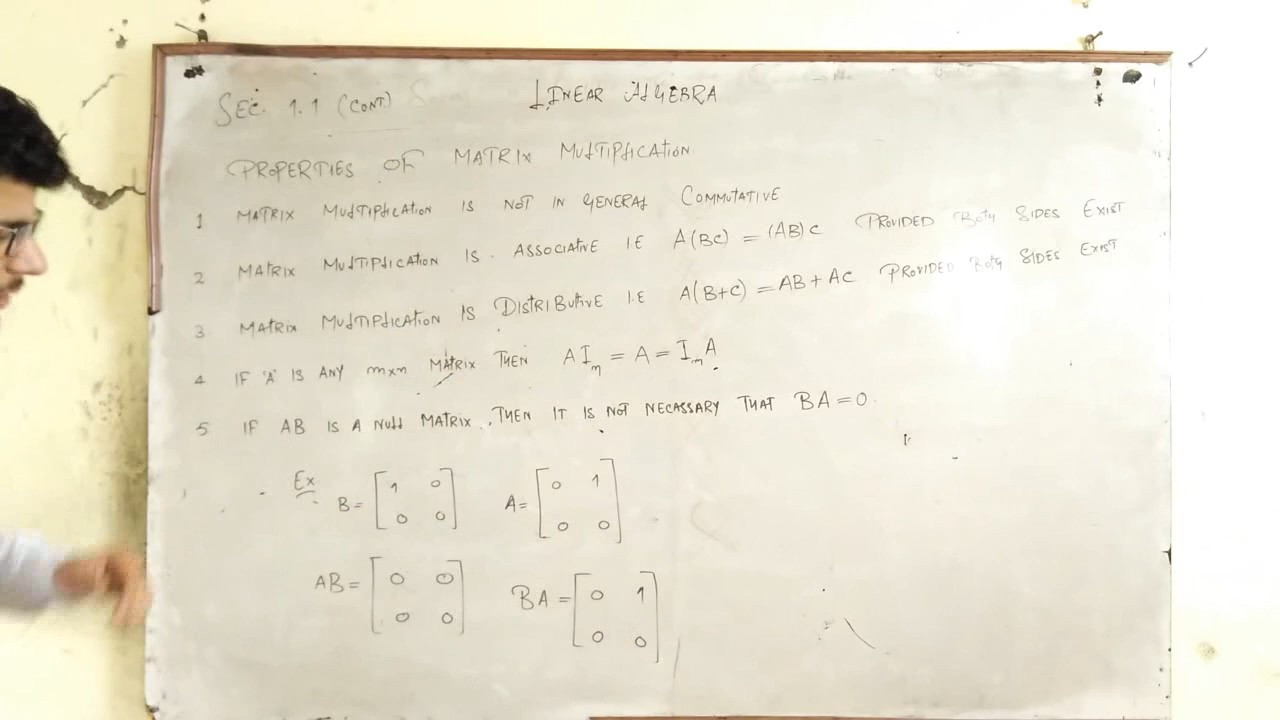 SEC. 1.1 (CONT.)
LINEAR ALGEBRA
PROPERTIES OF MATRIX MULTIPLICATION
1 MATRIX MULTIPLICATION IS NOT IN GENERAL COMMUTATIVE
2 MATRIX MULTIPLICATION IS ASSOCIATIVE I.E A(BC) = (AB)C PROVIDED BOTH SIDES EXIST
3 MATRIX MULTIPLICATION IS DISTRIBUTIVE I.E A(B+C) = AB + AC PROVIDED BOTH SIDES EXIST
4 IF 'A' IS ANY m×n MATRIX THEN A Iₙ = A = Iₘ A
5 IF AB IS A NULL MATRIX, THEN IT IS NOT NECASSARY THAT BA = 0.
Ex
B = [1 0
0 0] A = [0 1
0 0]
AB = [0 0
0 0] BA = [0 1
0 0]